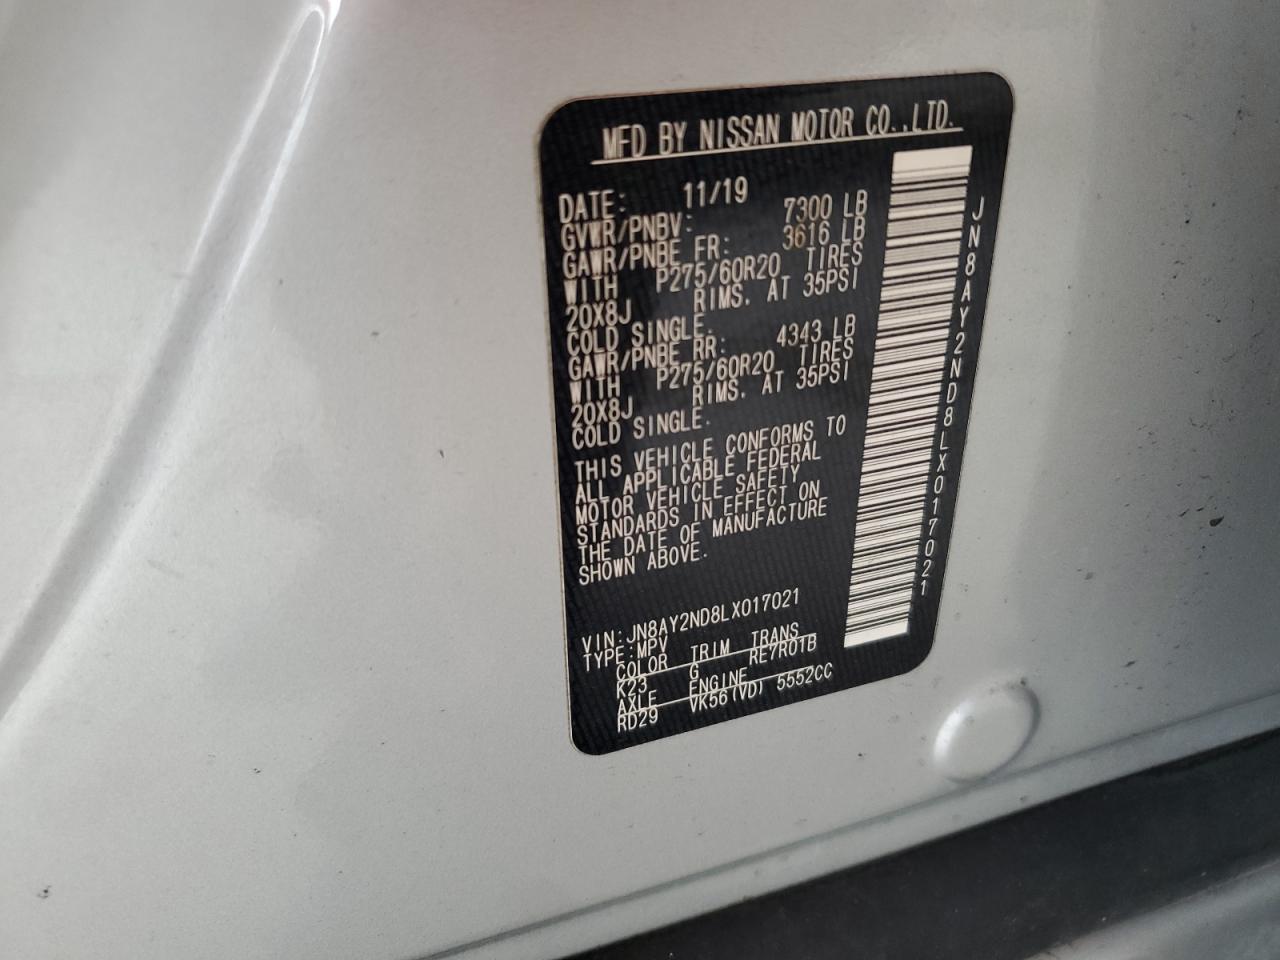 MFD BY NISSAN MOTOR CO.,LTD.
DATE: 11/19
GVWR/PNBV: 7300 LB
GAWR/PNBE FR: 3616 LB
WITH P275/60R20 TIRES
20X8J RIMS. AT 35PSI
COLD SINGLE.
GAWR/PNBE RR: 4343 LB
WITH P275/60R20 TIRES
20X8J RIMS. AT 35PSI
COLD SINGLE.
THIS VEHICLE CONFORMS TO
ALL APPLICABLE FEDERAL
MOTOR VEHICLE SAFETY
STANDARDS IN EFFECT ON
THE DATE OF MANUFACTURE
SHOWN ABOVE.
VIN:JN8AY2ND8LX017021
TYPE:MPV
COLOR TRIM TRANS
K23 G RE7R01B
AXLE ENGINE
RD29 VK56(VD) 5552CC
JN8AY2ND8LX017021